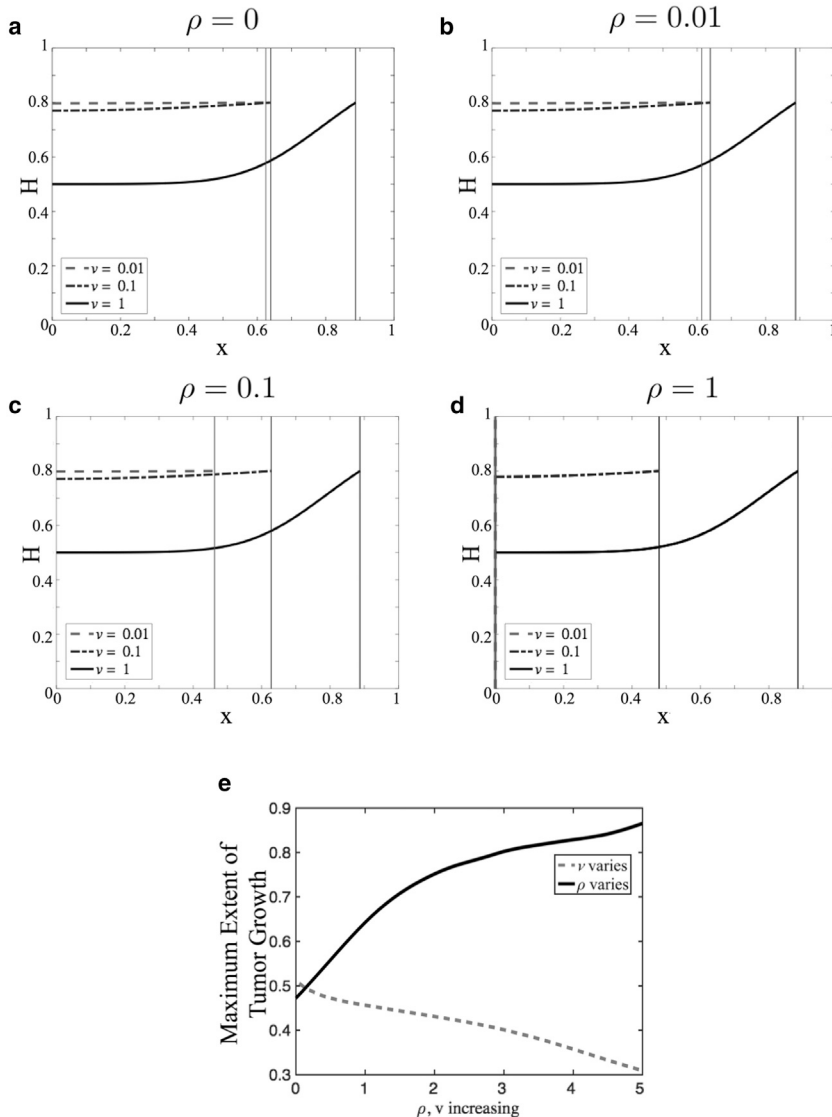 a
ρ = 0
1
0.8
0.6
H
0.4
0.2
0
ν = 0.01
ν = 0.1
ν = 1
0 0.2 0.4 0.6 0.8 1
x
b
ρ = 0.01
1
0.8
0.6
H
0.4
0.2
0
ν = 0.01
ν = 0.1
ν = 1
0 0.2 0.4 0.6 0.8 1
x
c
ρ = 0.1
1
0.8
0.6
H
0.4
0.2
0
ν = 0.01
ν = 0.1
ν = 1
0 0.2 0.4 0.6 0.8 1
x
d
ρ = 1
1
0.8
0.6
H
0.4
0.2
0
ν = 0.01
ν = 0.1
ν = 1
0 0.2 0.4 0.6 0.8
x
e
0.9
0.8
0.7
0.6
0.5
0.4
0.3
Maximum Extent of
Tumor Growth
ν varies
ρ varies
0 1 2 3 4 5
ρ, v increasing